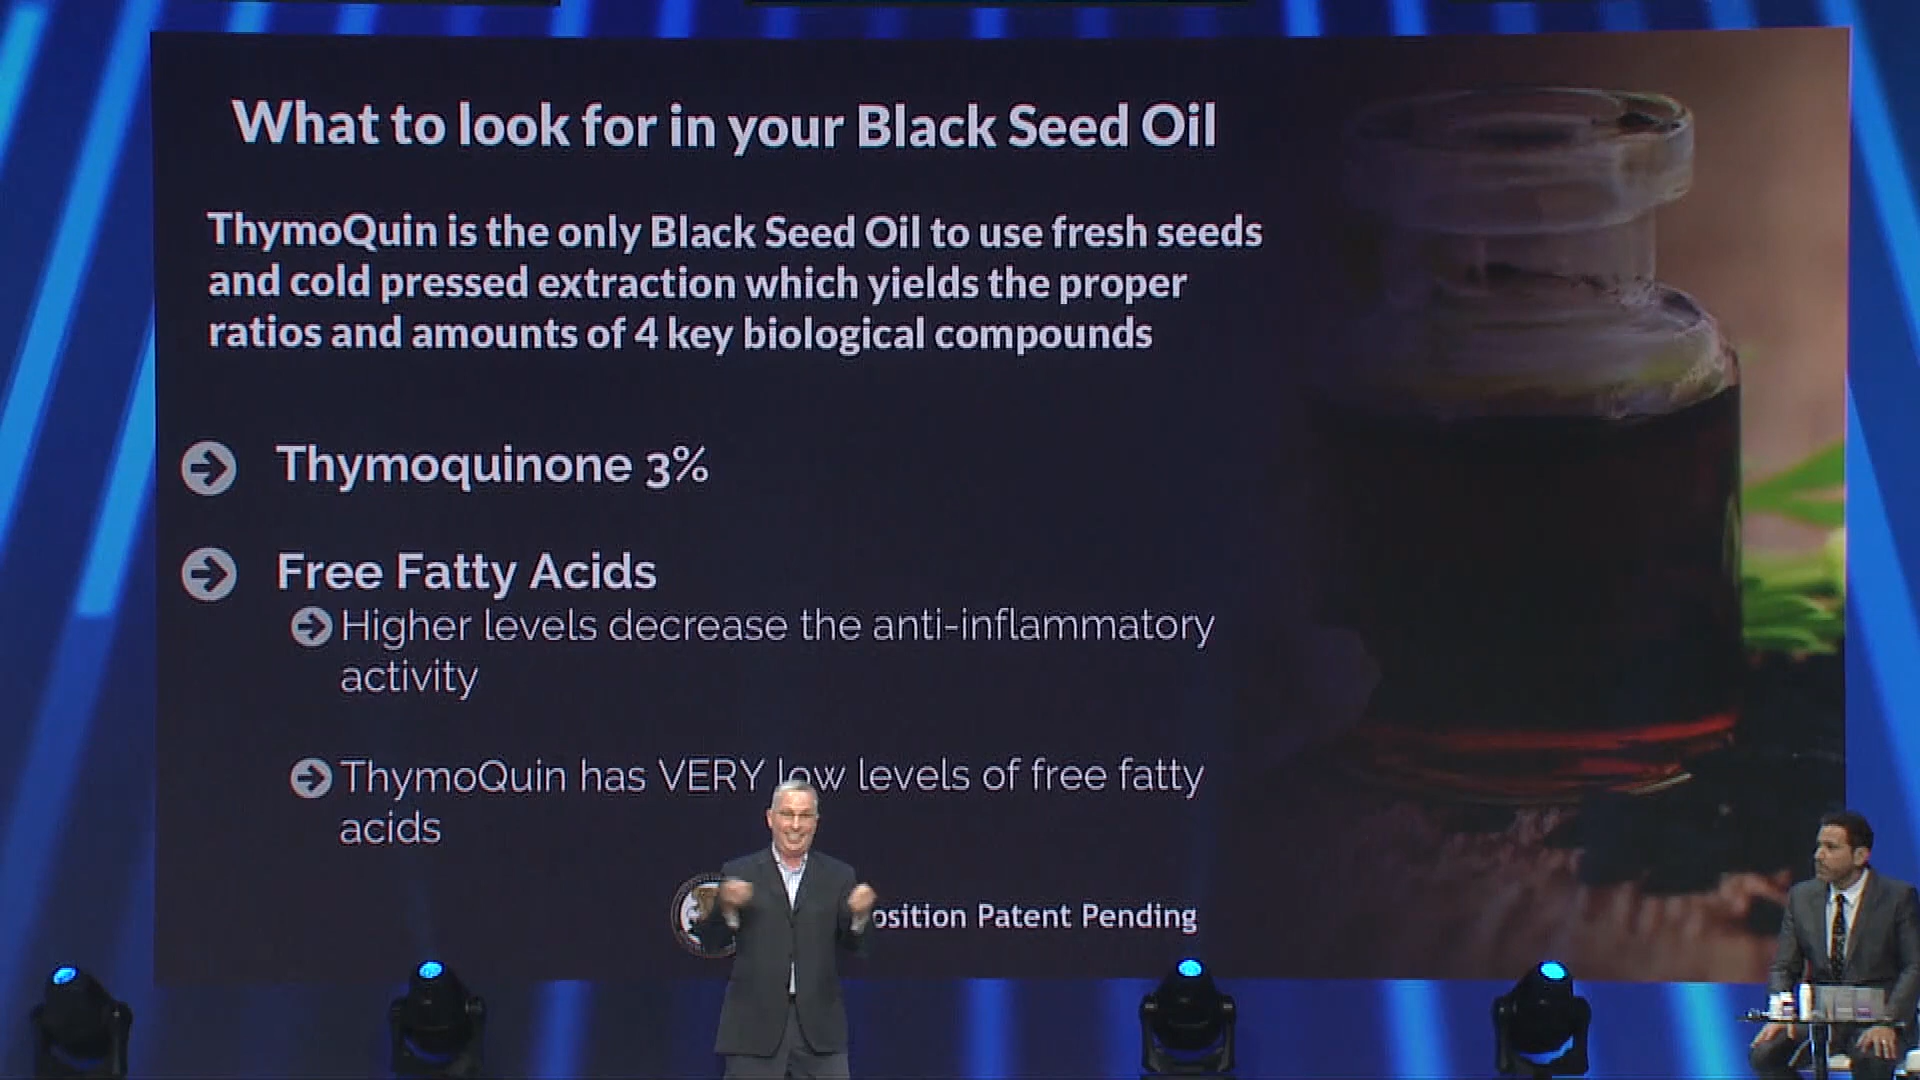 What to look for in your Black Seed Oil
ThymoQuin is the only Black Seed Oil to use fresh seeds
and cold pressed extraction which yields the proper
ratios and amounts of 4 key biological compounds
Thymoquinone 3%
Free Fatty Acids
Higher levels decrease the anti-inflammatory
activity
ThymoQuin has VERY low levels of free fatty
acids
Patent Pending